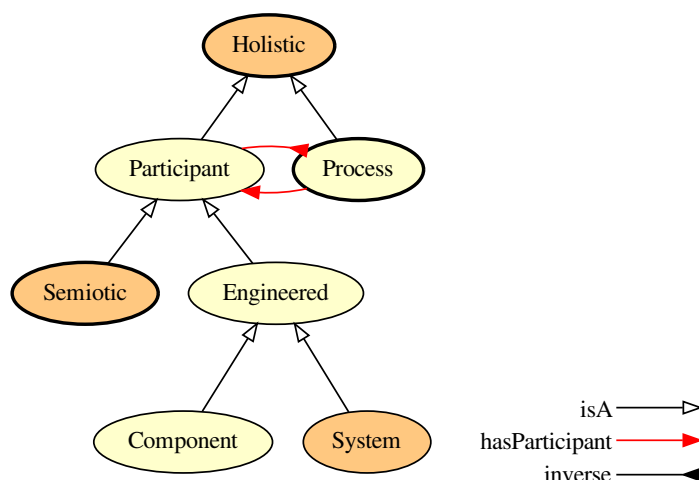 Holistic
Participant
Process
Semiotic
Engineered
Component
System
isA
hasParticipant
inverse